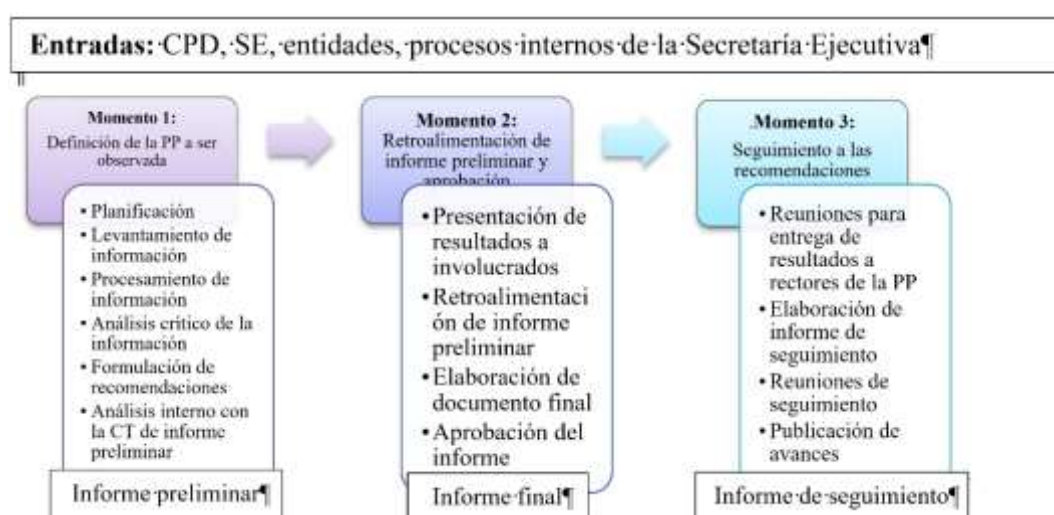 Entradas: CPD, SE, entidades, procesos internos de la Secretaría Ejecutiva¶
¶
Momento 1:
Definición de la PP a ser
observada
• Planificación
• Levantamiento de
información
• Procesamiento de
información
• Análisis crítico de la
información
• Formulación de
recomendaciones
• Análisis interno con
la CT de informe
preliminar
Informe preliminar¶
Momento 2:
Retroalimentación de
informe preliminar y
aprobación
• Presentación de
resultados a
involucrados
• Retroalimentaci
ón de informe
preliminar
• Elaboración de
documento final
• Aprobación del
informe
Informe final¶
.Momento 3:
Seguimiento a las
recomendaciones
• Reuniones para
entrega de
resultados a
rectores de la PP
• Elaboración de
informe de
seguimiento
• Reuniones de
seguimiento
• Publicación de
avances
Informe de seguimiento¶